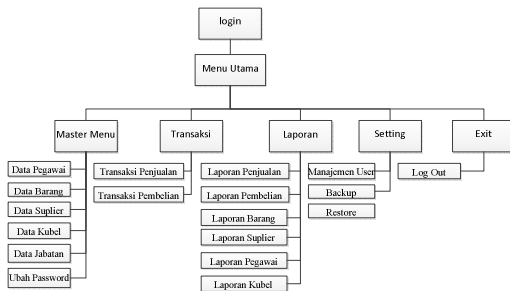 login
Menu Utama
Master Menu
Transaksi
Laporan
Setting
Exit
Data Pegawai
Data Barang
Data Suplier
Data Kubel
Data Jabatan
Ubah Password
Transaksi Penjualan
Transaksi Pembelian
Laporan Penjualan
Laporan Pembelian
Laporan Barang
Laporan Suplier
Laporan Pegawai
Laporan Kubel
Manajemen User
Backup
Restore
Log Out